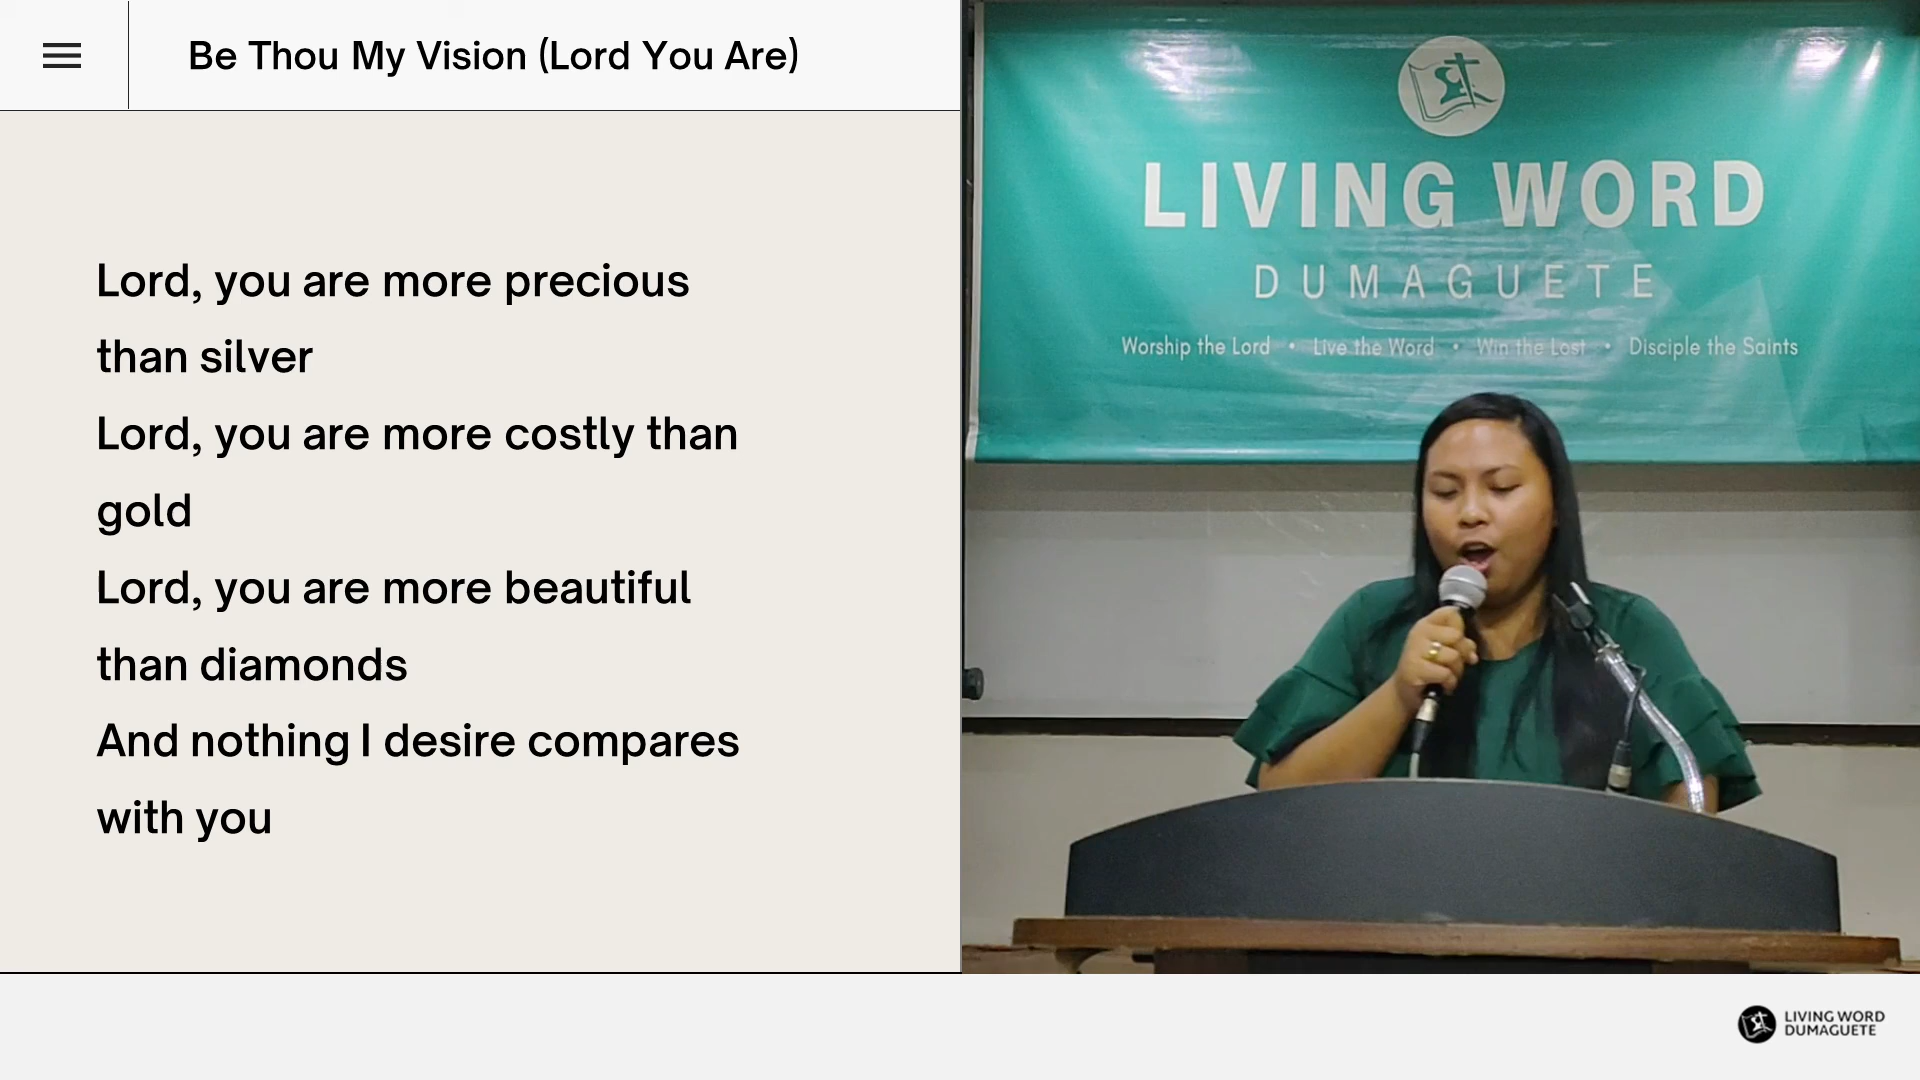 Be Thou My Vision (Lord You Are)
Lord, you are more precious
than silver
Lord, you are more costly than
gold
Lord, you are more beautiful
than diamonds
And nothing I desire compares
with you
LIVING WORD
DUMAGUETE
Worship the Lord • Live the Word • Win the Lost • Disciple the Saints
LIVING WORD
DUMAGUETE